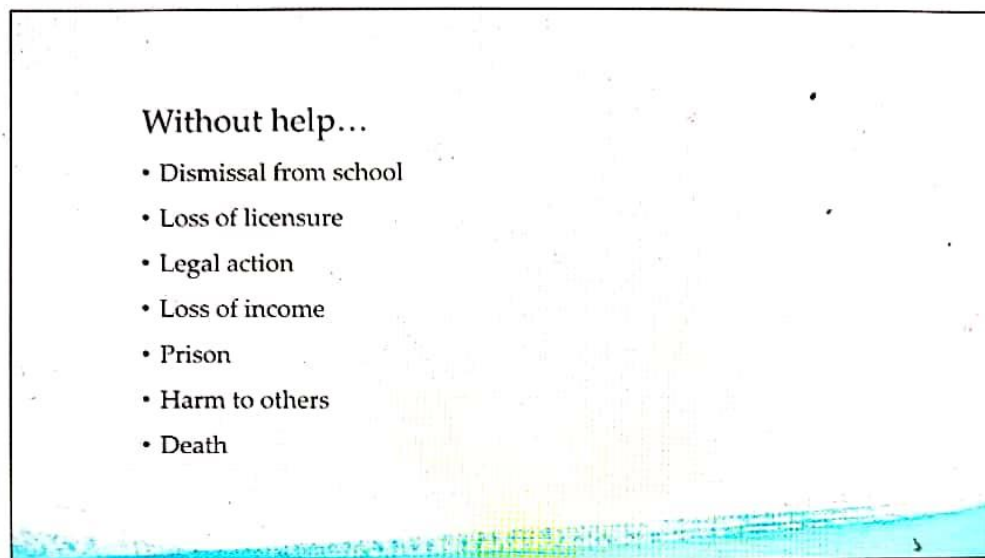 Without help...
• Dismissal from school
• Loss of licensure
• Legal action
• Loss of income
• Prison
• Harm to others
• Death